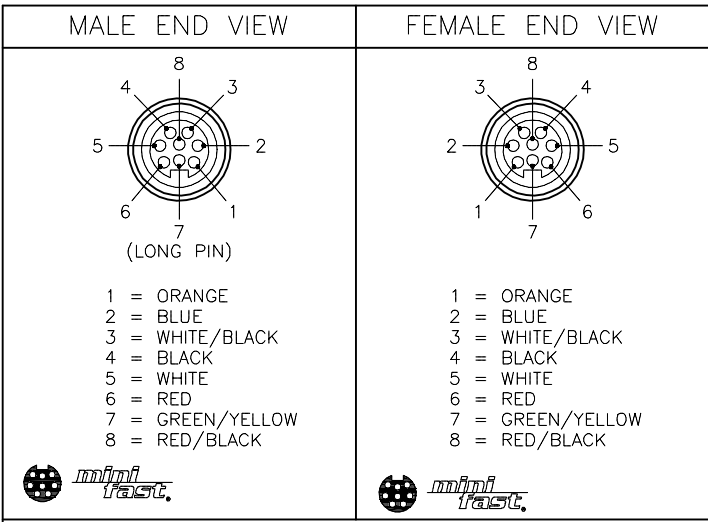 MALE END VIEW
8
4 3
5 2
6 1
7
(LONG PIN)
1 = ORANGE
2 = BLUE
3 = WHITE/BLACK
4 = BLACK
5 = WHITE
6 = RED
7 = GREEN/YELLOW
8 = RED/BLACK
mini
fast.
FEMALE END VIEW
8
3 4
2 5
1 6
7
1 = ORANGE
2 = BLUE
3 = WHITE/BLACK
4 = BLACK
5 = WHITE
6 = RED
7 = GREEN/YELLOW
8 = RED/BLACK
mini
fast.